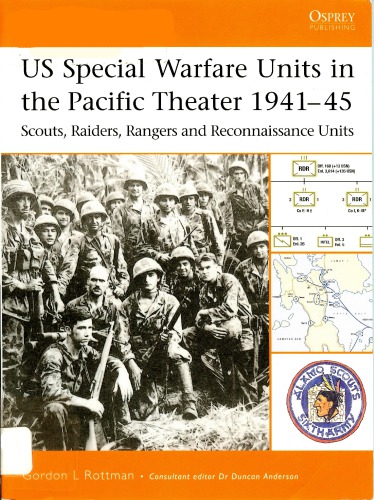 OSPREY
PUBLISHING
US Special Warfare Units in
the Pacific Theater 1941–45
Scouts, Raiders, Rangers and Reconnaissance Units
RDR
RDR
RDR
INTEL
ALAMO SCOUTS
SIXTH ARMY
Gordon L Rottman • Consultant editor Dr Duncan Anderson